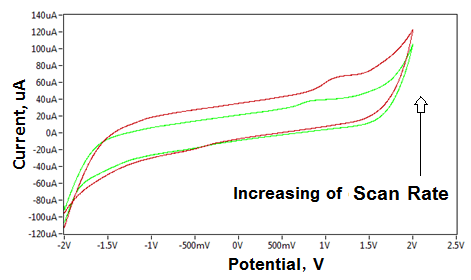 140uA
120uA
100uA
80uA
60uA
40uA
20uA
0A
-20uA
-40uA
-60uA
-80uA
-100uA
-120uA
Current, uA
Increasing of Scan Rate
-2V -1.5V -1V -500mV 0V 500mV 1V 1.5V 2V 2.5V
Potential, V